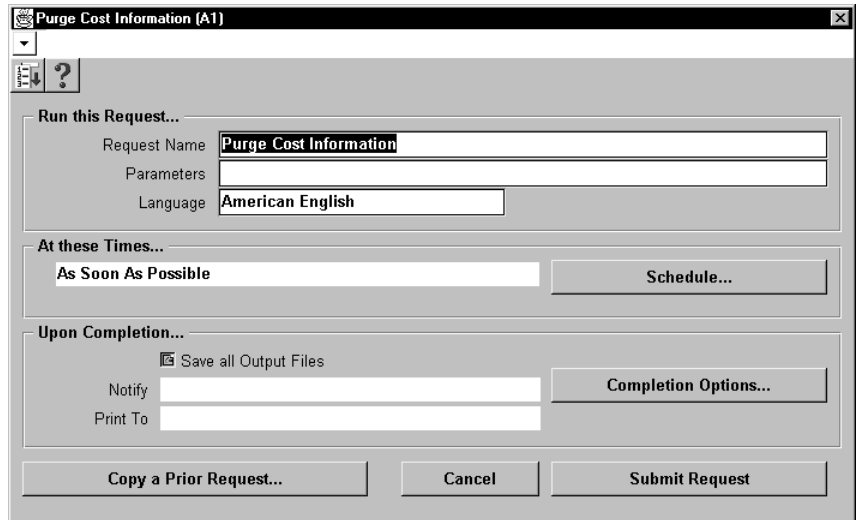 Purge Cost Information (A1)
Run this Request...
Request Name Purge Cost Information
Parameters
Language American English
At these Times...
As Soon As Possible Schedule...
Upon Completion...
Save all Output Files
Notify Completion Options...
Print To
Copy a Prior Request... Cancel Submit Request